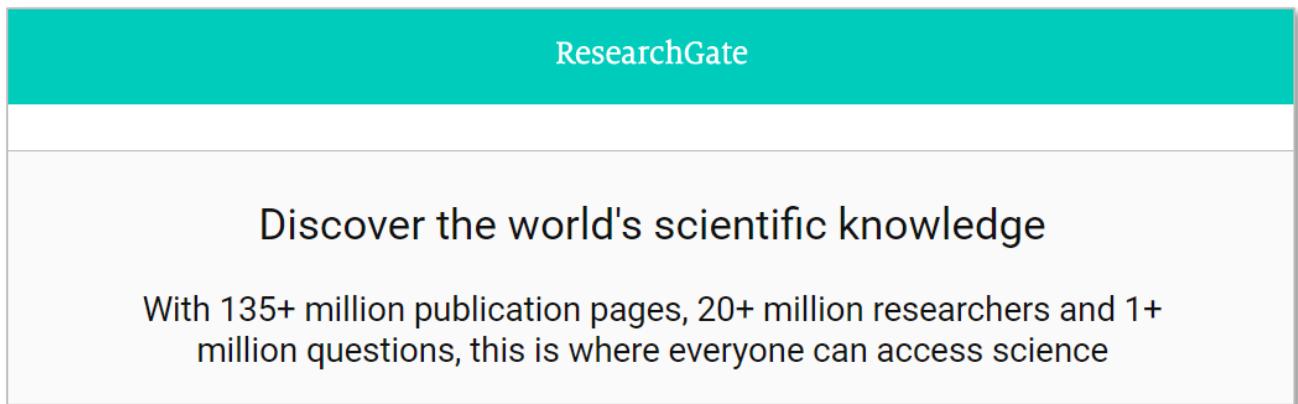 ResearchGate
Discover the world's scientific knowledge
With 135+ million publication pages, 20+ million researchers and 1+
million questions, this is where everyone can access science